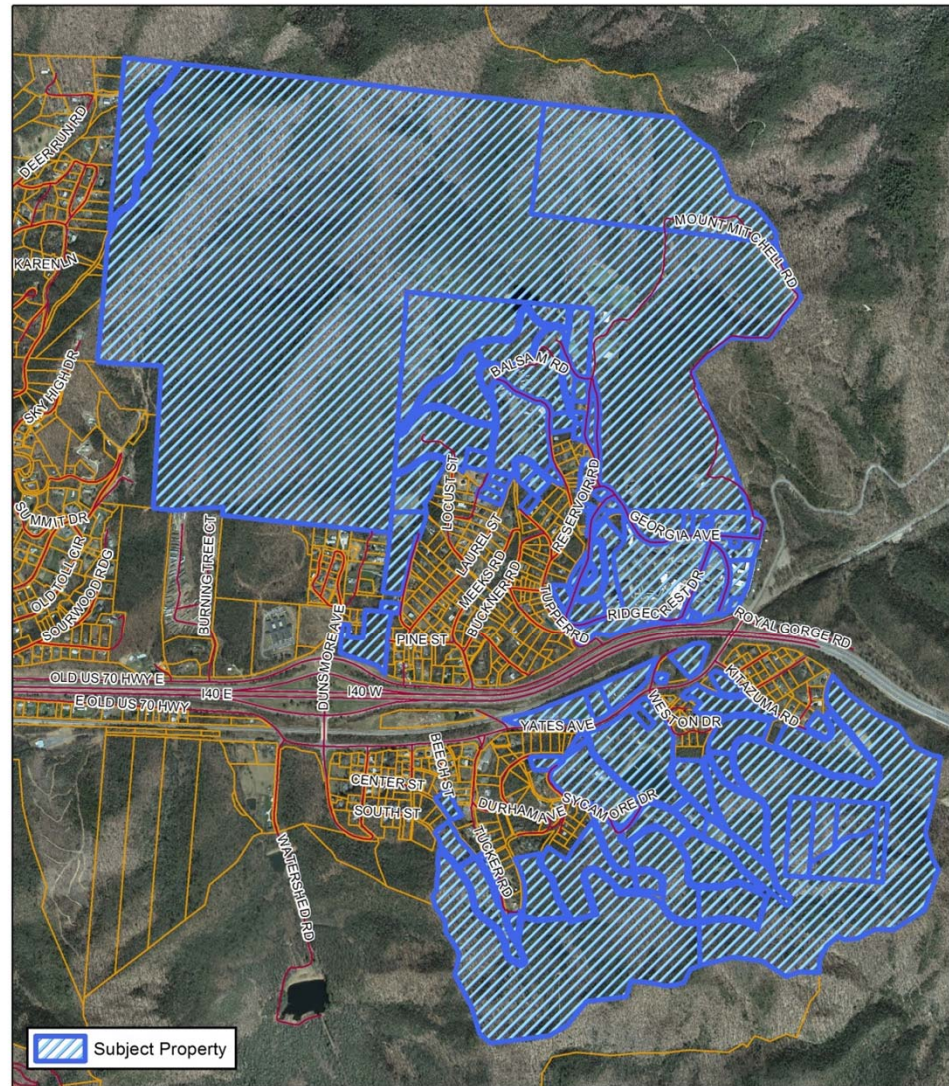 DEER RUN RD
MOUNT MITCHELL RD
KAREN LN
SKY HIGH DR
BALSAM RD
LOCUST ST
RESERVOIR RD
SUMMIT DR
LAUREL ST
GEORGIA AVE
OLD TOLL CIR
BURNING TREE CT
MEEKS RD
SOURWOOD RDG
BUCKNER RD
TUPPER RD
RIDGECREST DR
DUNSMORE AVE
PINE ST
ROYAL GORGE RD
OLD US 70 HWY E
I40 E
I40 W
KITAZUMA RD
E OLD US 70 HWY
WESTON DR
YATES AVE
BEECH ST
CENTER ST
SYCAMORE DR
SOUTH ST
DURHAM AVE
TUCKER RD
WATERSHED RD
Subject Property